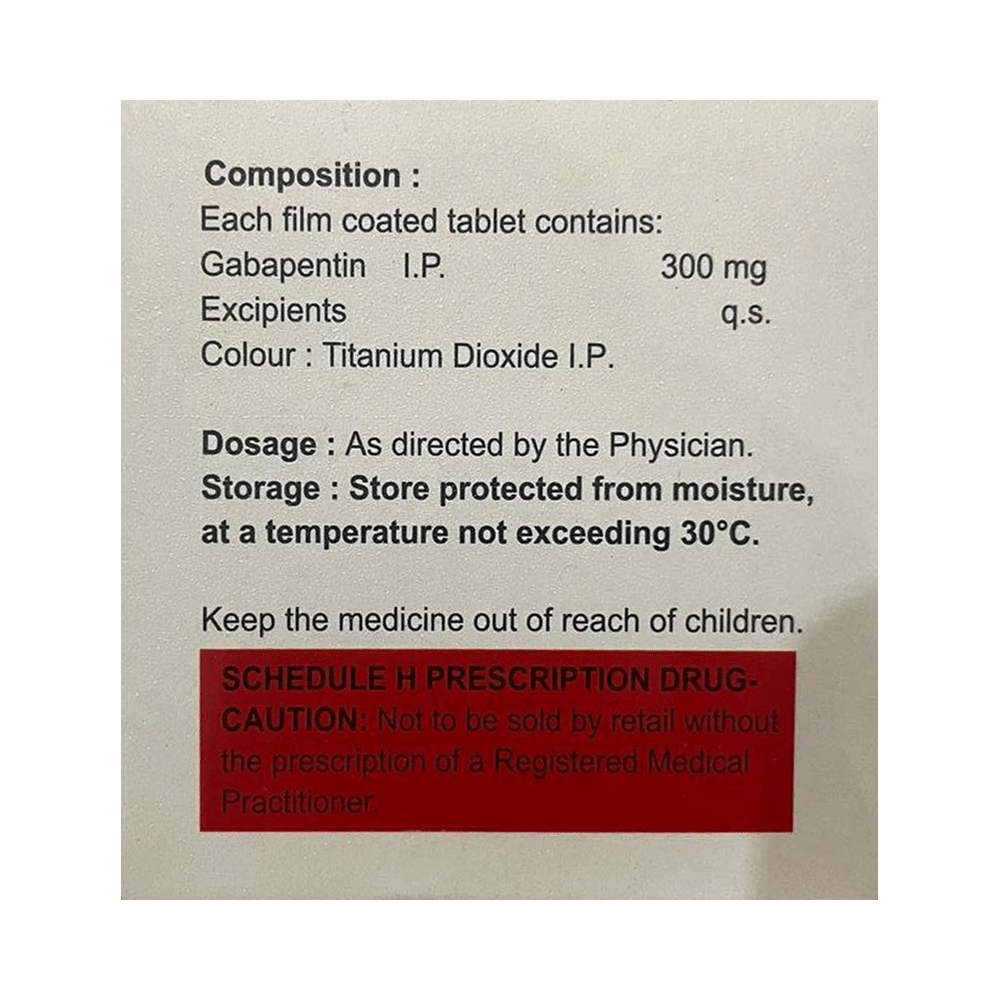 Composition :
Each film coated tablet contains:
Gabapentin I.P. 300 mg
Excipients q.s.
Colour : Titanium Dioxide I.P.
Dosage : As directed by the Physician.
Storage : Store protected from moisture,
at a temperature not exceeding 30°C.
Keep the medicine out of reach of children.
SCHEDULE H PRESCRIPTION DRUG-
CAUTION: Not to be sold by retail without
the prescription of a Registered Medical
Practitioner.